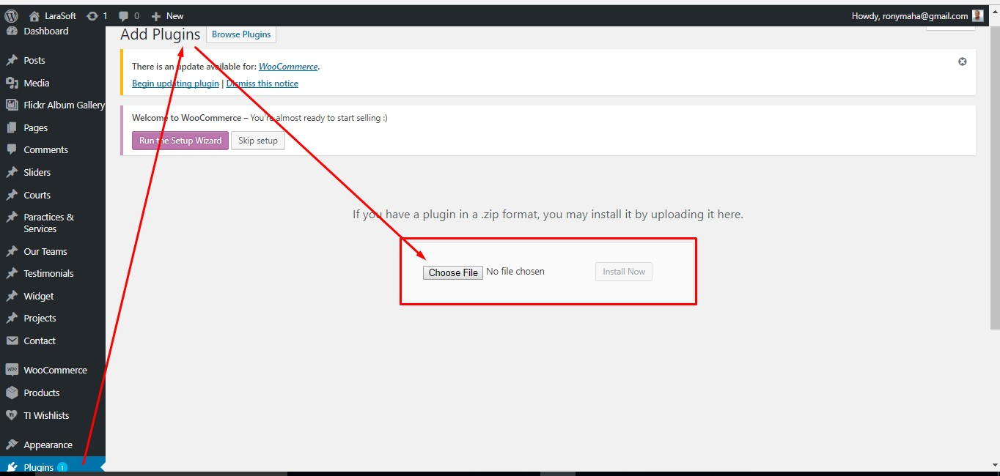 LaraSoft 1 0 New
Howdy, ronymaha@gmail.com
Dashboard
Posts
Media
Flickr Album Gallery
Pages
Comments
Sliders
Courts
Paractices &
Services
Our Teams
Testimonials
Widget
Projects
Contact
Woo WooCommerce
Products
TI TI Wishlists
Appearance
Plugins 1
Add Plugins Browse Plugins
There is an update available for: WooCommerce.
Begin updating plugin | Dismiss this notice
Welcome to WooCommerce – You're almost ready to start selling :)
Run the Setup Wizard Skip setup
If you have a plugin in a .zip format, you may install it by uploading it here.
Choose File No file chosen Install Now